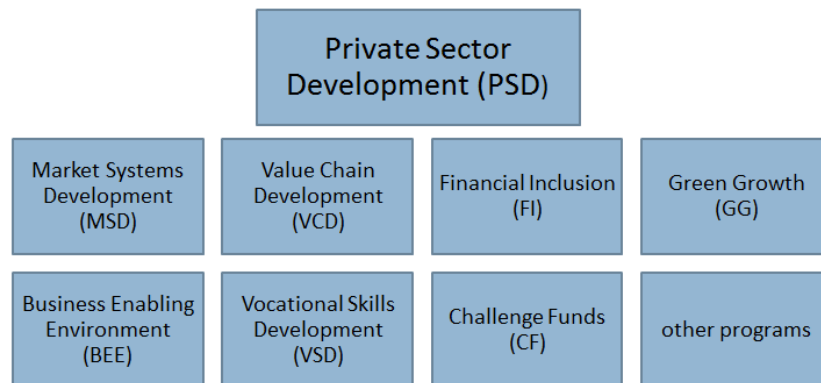 Private Sector
Development (PSD)
Market Systems
Development
(MSD)
Value Chain
Development
(VCD)
Financial Inclusion
(FI)
Green Growth
(GG)
Business Enabling
Environment
(BEE)
Vocational Skills
Development
(VSD)
Challenge Funds
(CF)
other programs